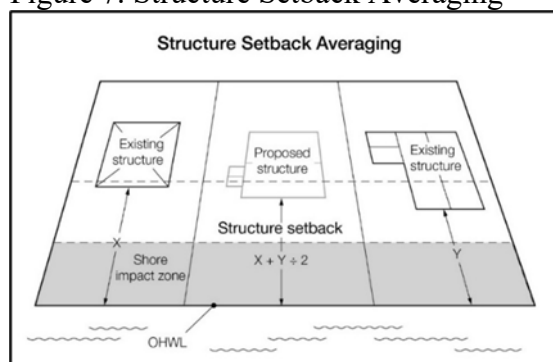 Figure 7. Structure Setback Averaging
Structure Setback Averaging
Existing
structure
Proposed
structure
Existing
structure
Structure setback
X
Shore
impact zone
X + Y ÷ 2
Y
OHWL